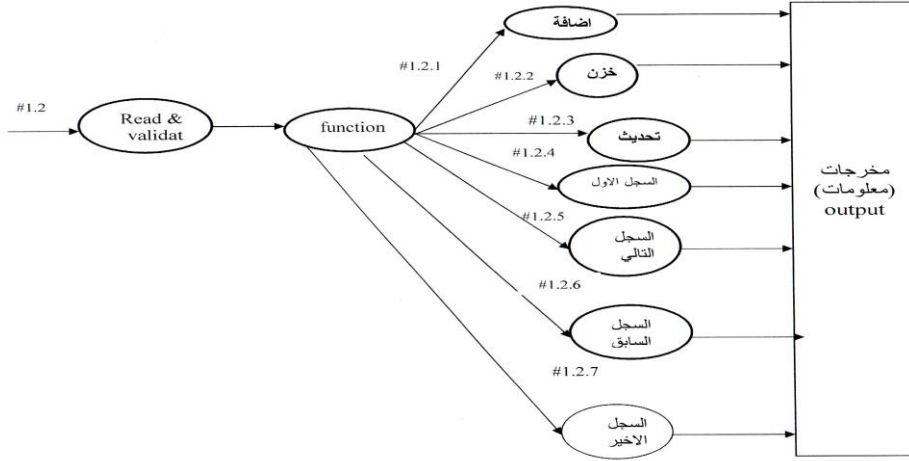 #1.2
Read &
validat
function
#1.2.1
اضافة
#1.2.2
خزن
#1.2.3
تحديث
#1.2.4
السجل الاول
#1.2.5
السجل
التالي
#1.2.6
السجل
السابق
#1.2.7
السجل
الاخير
مخرجات
(معلومات)
output